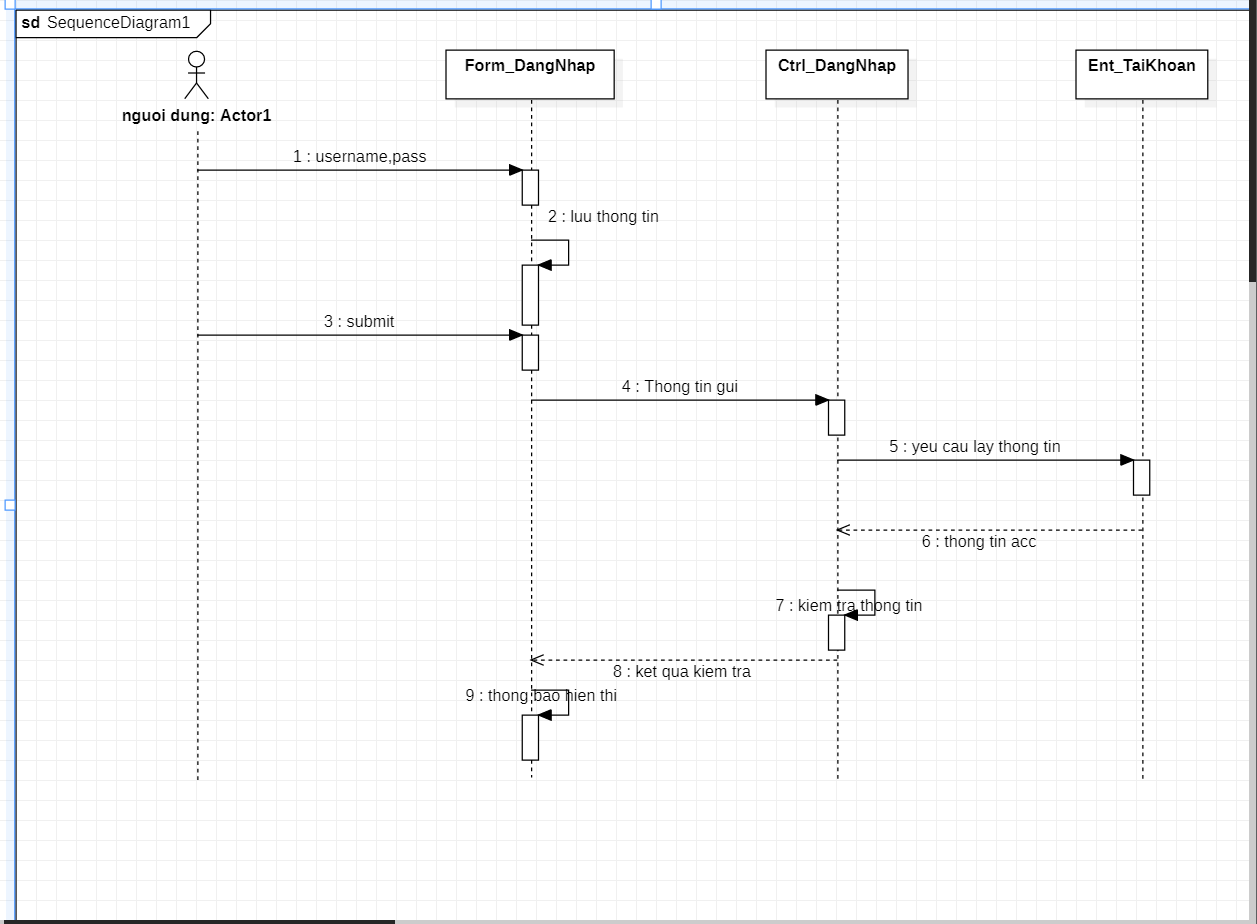 sd SequenceDiagram1
Form_DangNhap
Ctrl_DangNhap
Ent_TaiKhoan
nguoi dung: Actor1
1 : username,pass
2 : luu thong tin
3 : submit
4 : Thong tin gui
5 : yeu cau lay thong tin
6 : thong tin acc
7 : kiem tra thong tin
8 : ket qua kiem tra
9 : thong bao hien thi